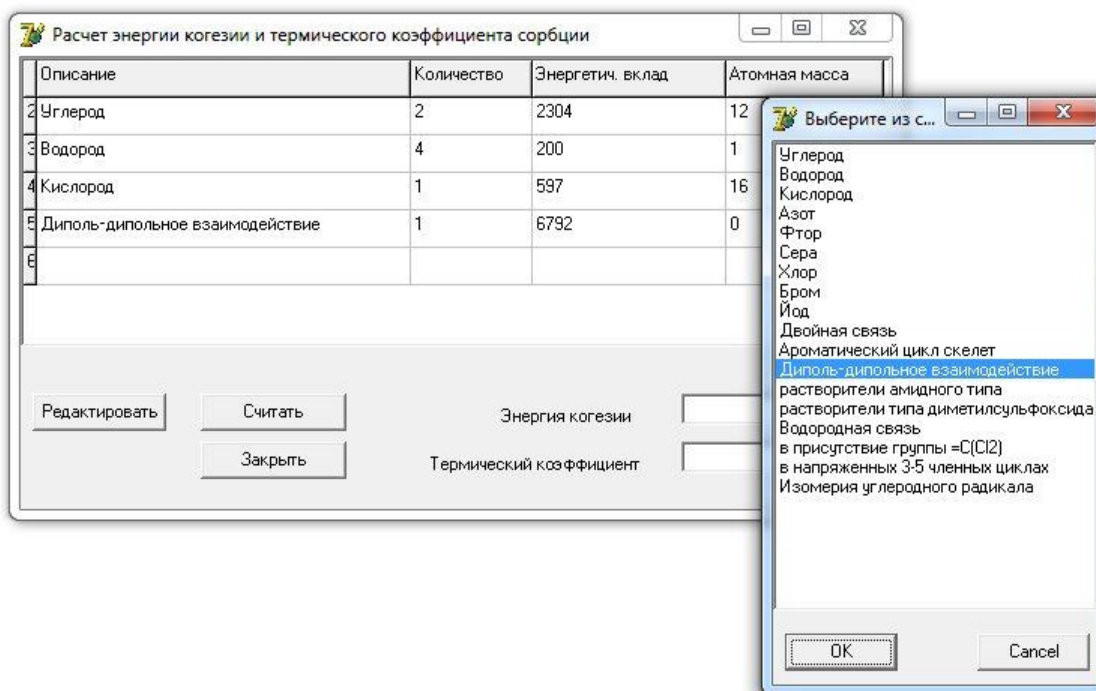 Расчет энергии когезии и термического коэффициента сорбции
Описание Количество Энергетич. вклад Атомная масса
2 Углерод 2 2304 12
3 Водород 4 200 1
4 Кислород 1 597 16
5 Диполь-дипольное взаимодействие 1 6792 0
6
Редактировать Считать Энергия когезии
Закрыть Термический коэффициент
Выберите из с...
Углерод
Водород
Кислород
Азот
Фтор
Сера
Хлор
Бром
Йод
Двойная связь
Ароматический цикл скелет
Диполь-дипольное взаимодействие
растворители амидного типа
растворители типа диметилсульфоксида
Водородная связь
в присутствие группы =C(Cl2)
в напряженных 3-5 членных циклах
Изомерия углеродного радикала
OK Cancel